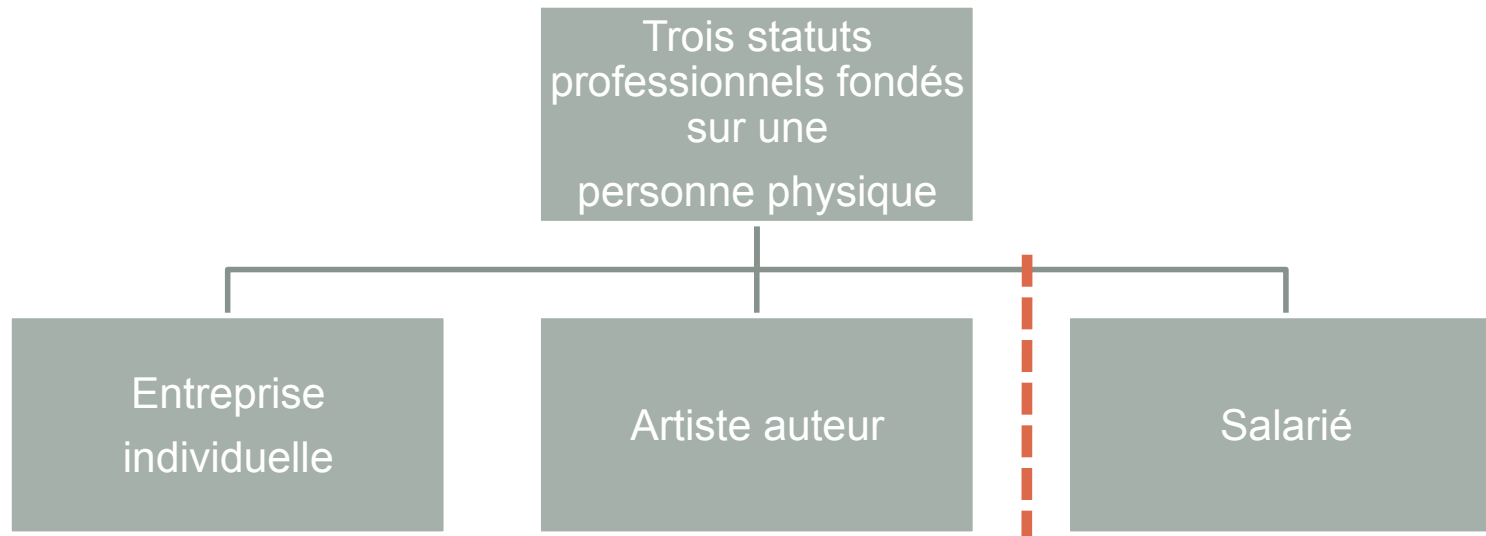 Trois statuts
professionnels fondés
sur une
personne physique
Entreprise
individuelle
Artiste auteur
Salarié